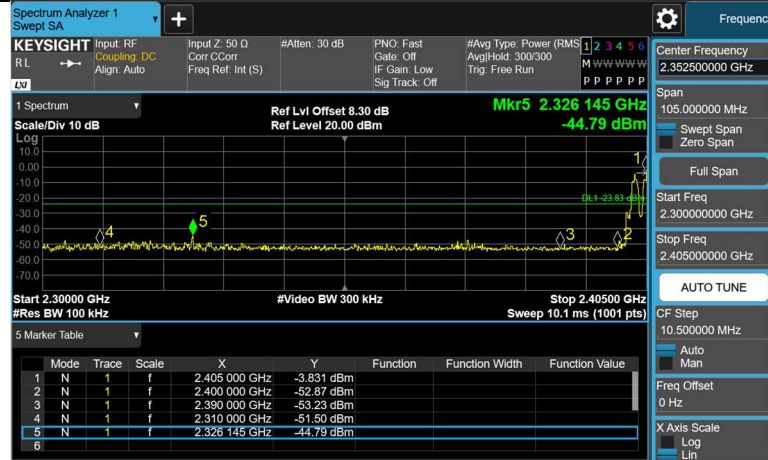 Spectrum Analyzer 1
Swept SA
+
Frequenc
KEYSIGHT Input: RF Input Z: 50 Ω #Atten: 30 dB PNO: Fast #Avg Type: Power (RMS 1 2 3 4 5 6
RL Coupling: DC Corr CCorr Gate: Off Avg|Hold: 300/300 M W W W W W
Align: Auto Freq Ref: Int (S) IF Gain: Low Trig: Free Run
LXI Sig Track: Off P P P P P P
Center Frequency
2.352500000 GHz
Span
105.000000 MHz
Swept Span
Zero Span
Full Span
Start Freq
2.300000000 GHz
Stop Freq
2.405000000 GHz
AUTO TUNE
CF Step
10.500000 MHz
Auto
Man
Freq Offset
0 Hz
X Axis Scale
Log
Lin
1 Spectrum Ref Lvl Offset 8.30 dB Mkr5 2.326 145 GHz
Scale/Div 10 dB Ref Level 20.00 dBm -44.79 dBm
Log
10.0
0.00
-10.0
-20.0
-30.0
-40.0
-50.0
-60.0
-70.0
1
DL1 -23.83 dBm
5
4
3
2
Start 2.30000 GHz #Video BW 300 kHz Stop 2.40500 GHz
#Res BW 100 kHz Sweep 10.1 ms (1001 pts)
5 Marker Table
Mode Trace Scale X Y Function Function Width Function Value
1 N 1 f 2.405 000 GHz -3.831 dBm
2 N 1 f 2.400 000 GHz -52.87 dBm
3 N 1 f 2.390 000 GHz -53.23 dBm
4 N 1 f 2.310 000 GHz -51.50 dBm
5 N 1 f 2.326 145 GHz -44.79 dBm
6